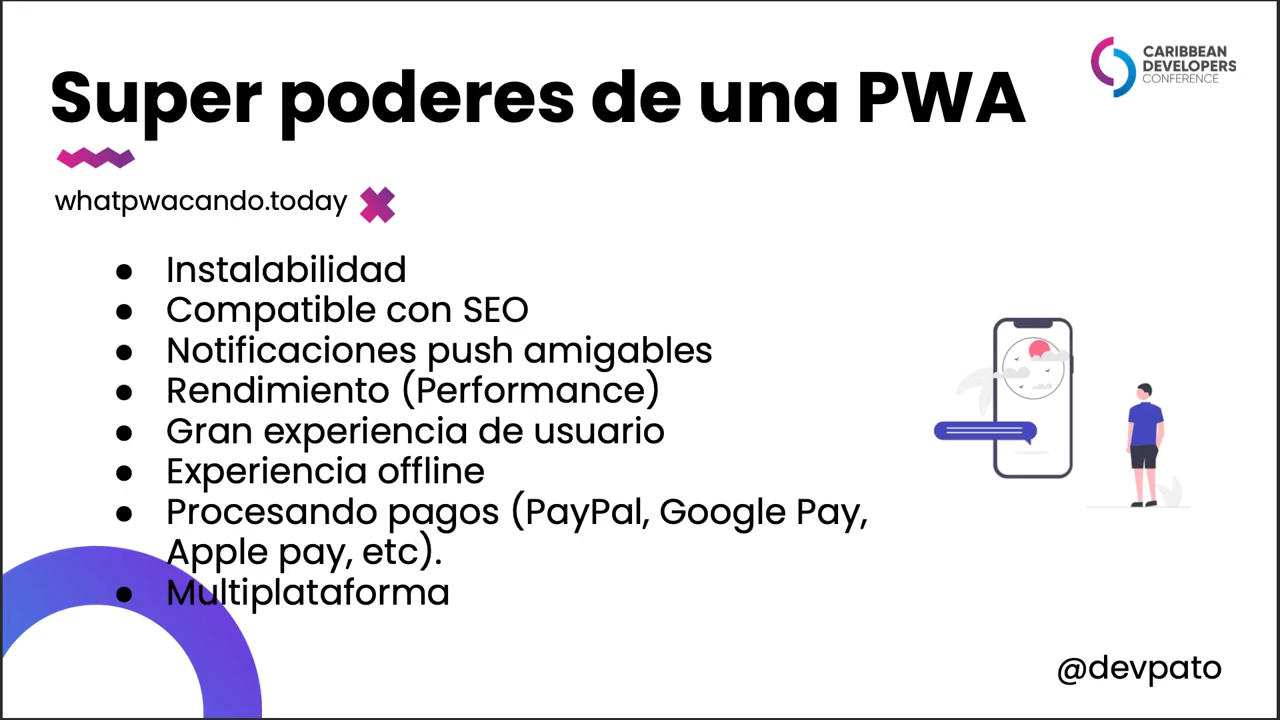 CARIBBEAN
DEVELOPERS
CONFERENCE
Super poderes de una PWA
whatpwacando.today
● Instalabilidad
● Compatible con SEO
● Notificaciones push amigables
● Rendimiento (Performance)
● Gran experiencia de usuario
● Experiencia offline
● Procesando pagos (PayPal, Google Pay,
Apple pay, etc).
● Multiplataforma
@devpato